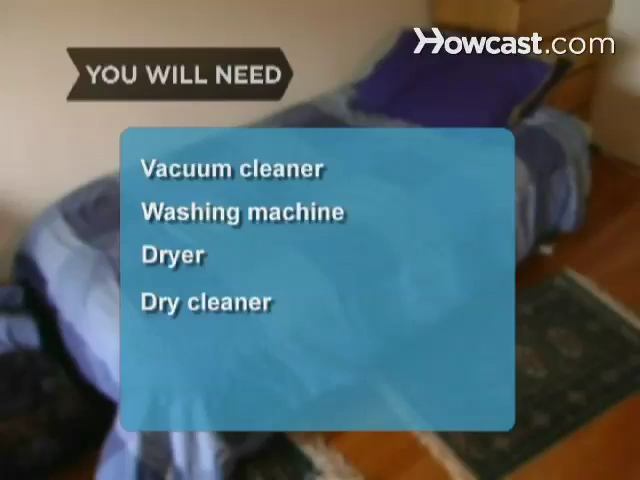 Howcast.com
YOU WILL NEED
Vacuum cleaner
Washing machine
Dryer
Dry cleaner